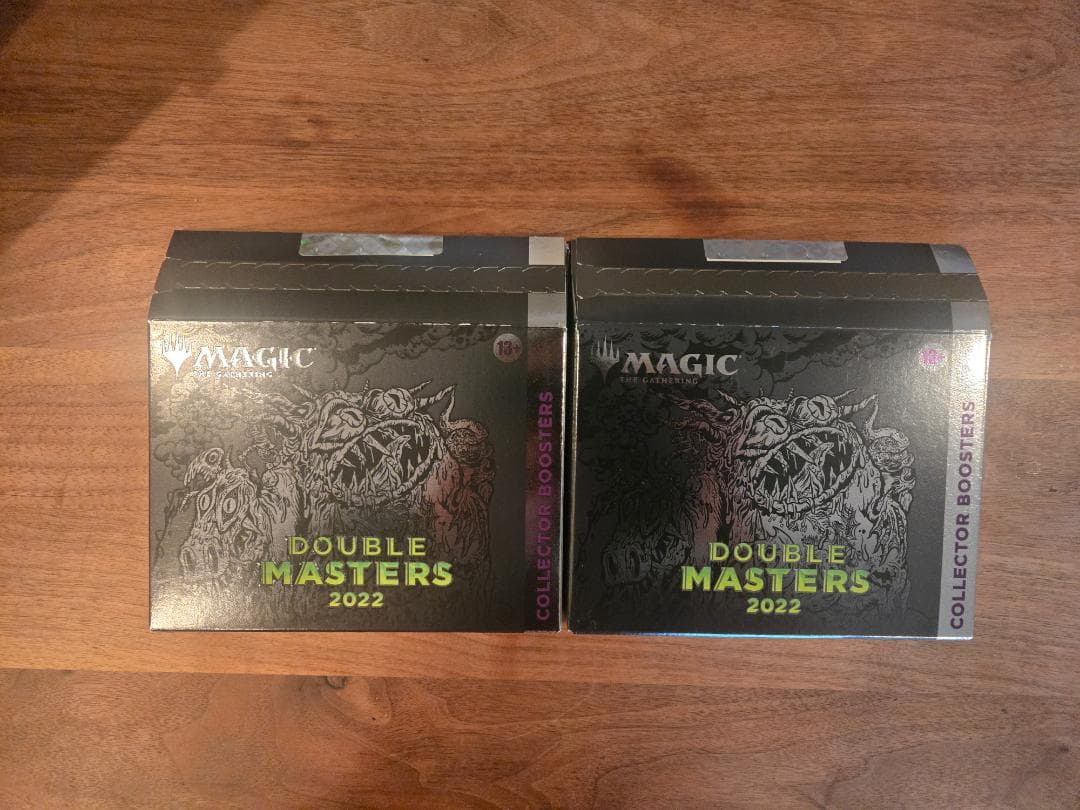 MAGIC
THE GATHERING
13+
DOUBLE
MASTERS
2022
COLLECTOR BOOSTERS
MAGIC
THE GATHERING
13+
DOUBLE
MASTERS
2022
COLLECTOR BOOSTERS